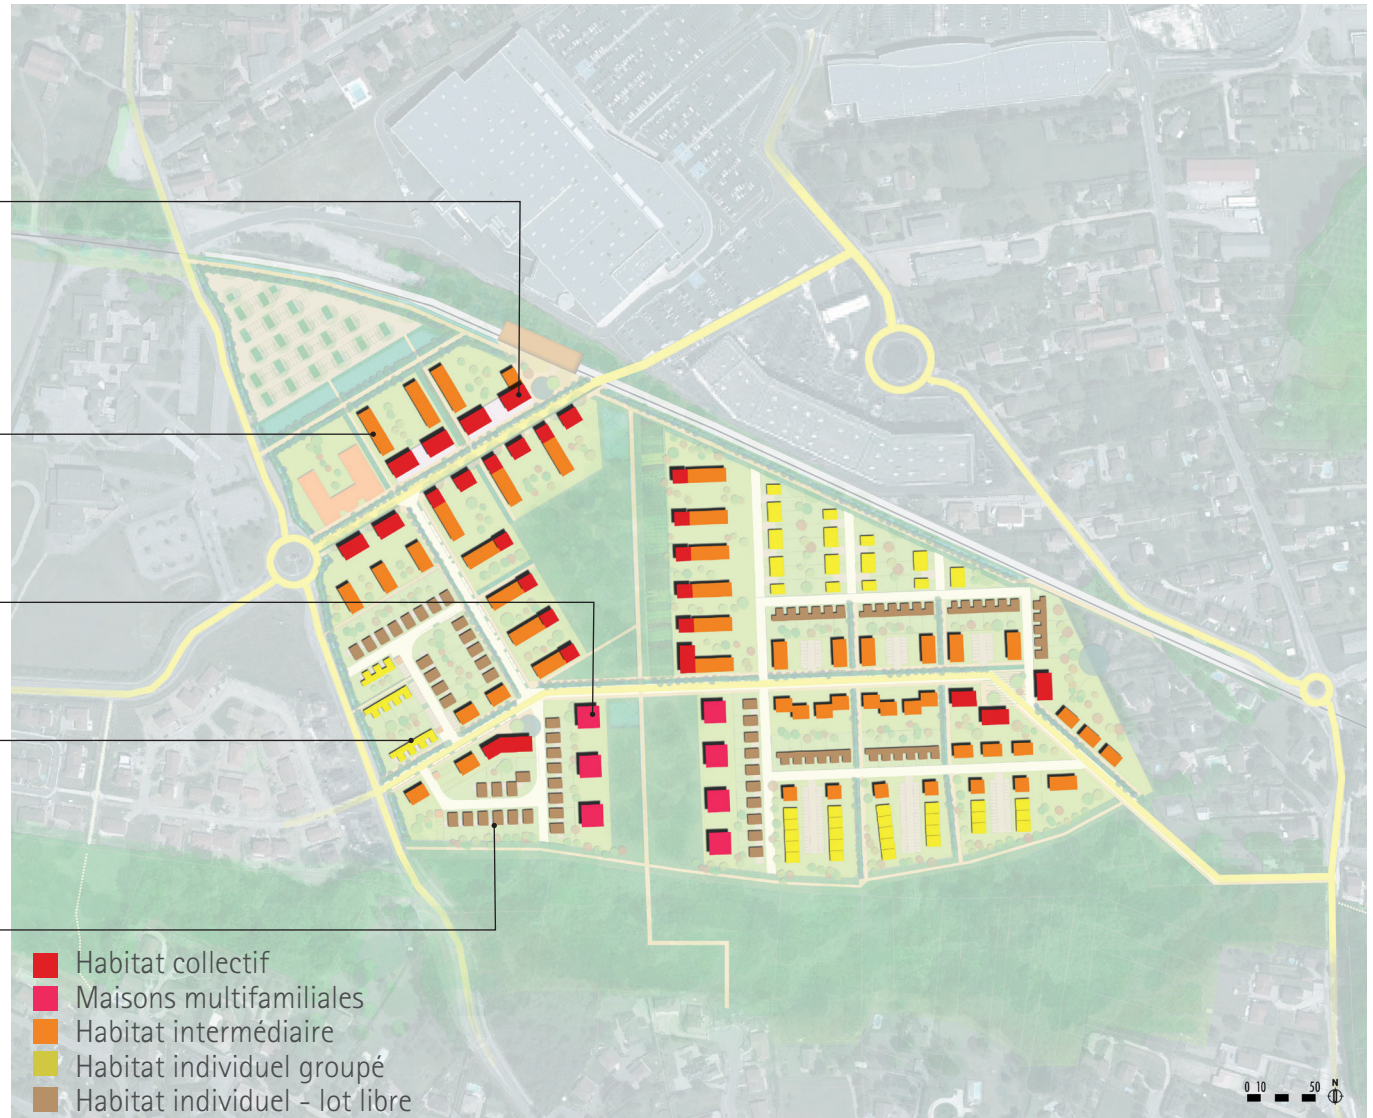 Habitat collectif
Maisons multifamiliales
Habitat intermédiaire
Habitat individuel groupé
Habitat individuel - lot libre
0 10 50 N